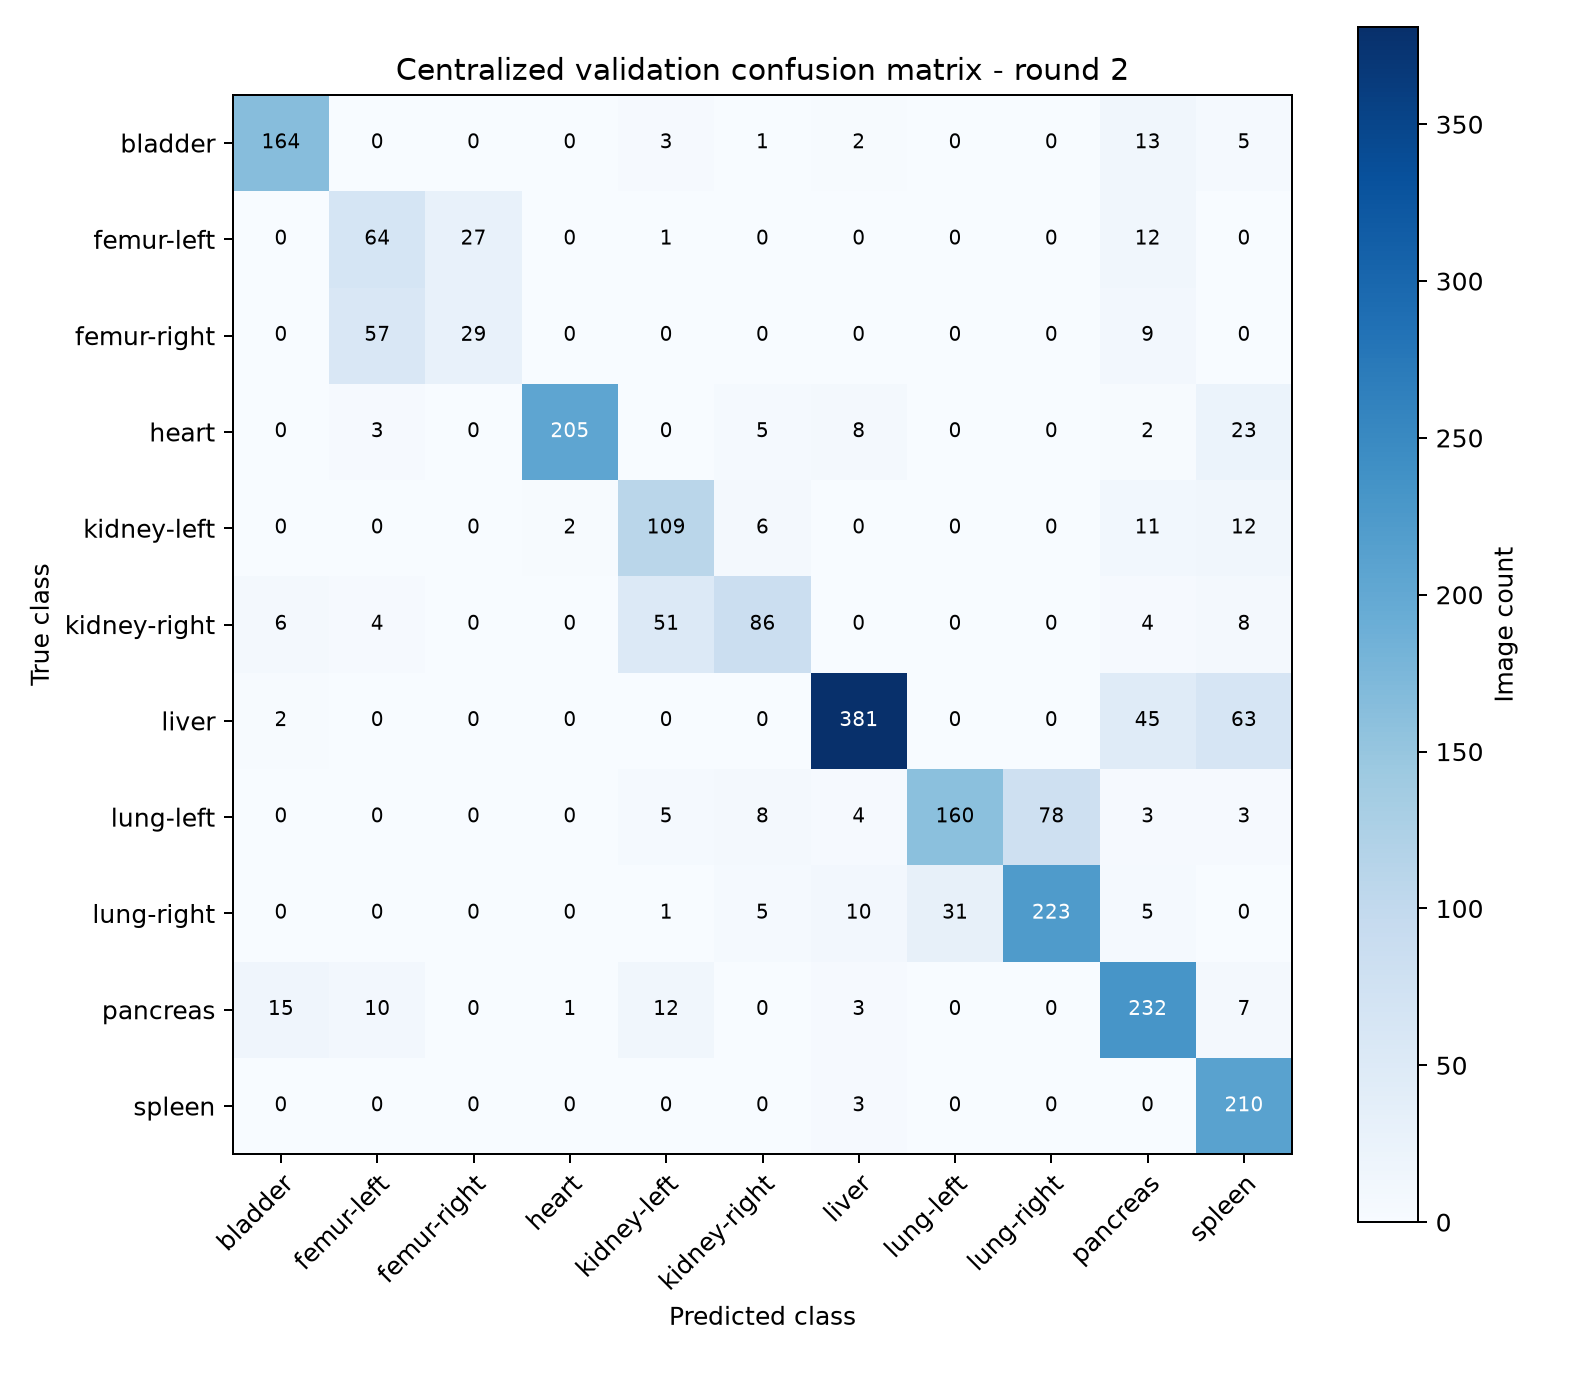 Centralized validation confusion matrix - round 2
bladder 164 0 0 0 3 1 2 0 0 13 5
femur-left 0 64 27 0 1 0 0 0 0 12 0
femur-right 0 57 29 0 0 0 0 0 0 9 0
heart 0 3 0 205 0 5 8 0 0 2 23
kidney-left 0 0 0 2 109 6 0 0 0 11 12
kidney-right 6 4 0 0 51 86 0 0 0 4 8
liver 2 0 0 0 0 0 381 0 0 45 63
lung-left 0 0 0 0 5 8 4 160 78 3 3
lung-right 0 0 0 0 1 5 10 31 223 5 0
pancreas 15 10 0 1 12 0 3 0 0 232 7
spleen 0 0 0 0 0 0 3 0 0 0 210
bladder femur-left femur-right heart kidney-left kidney-right liver lung-left lung-right pancreas spleen
Predicted class
True class
350
300
250
200
150
100
50
0
Image count